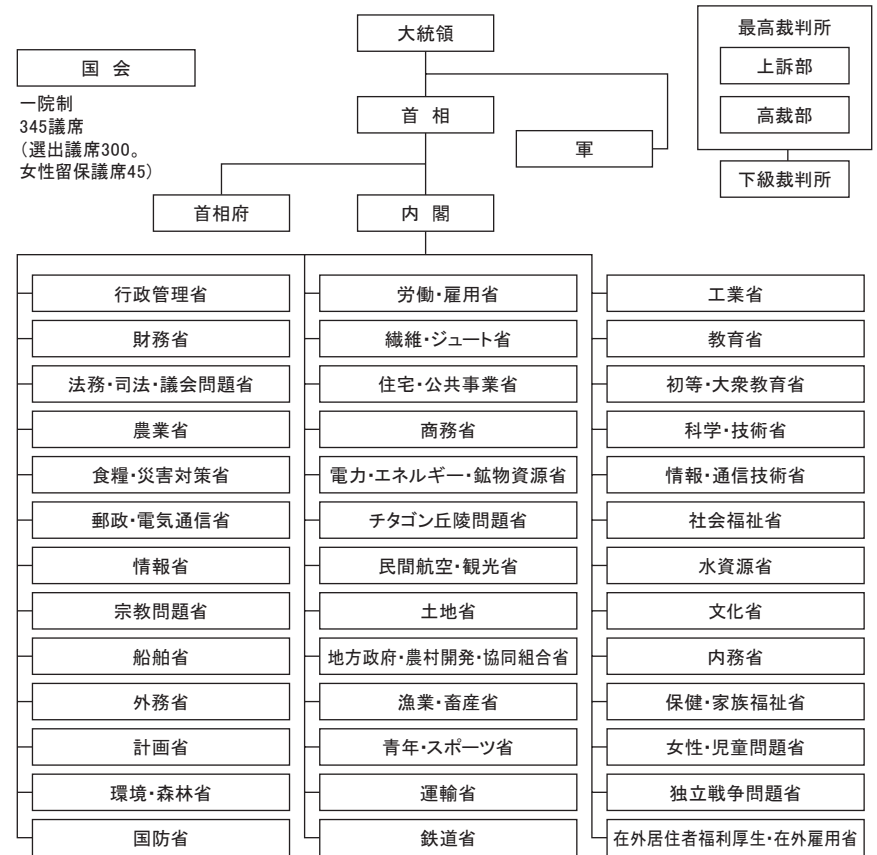 大統領
国 会
一院制
345議席
（選出議席300。
女性留保議席45）
首 相
軍
首相府
内 閣
最高裁判所
上訴部
高裁部
下級裁判所
行政管理省
財務省
法務・司法・議会問題省
農業省
食糧・災害対策省
郵政・電気通信省
情報省
宗教問題省
船舶省
外務省
計画省
環境・森林省
国防省
労働・雇用省
繊維・ジュート省
住宅・公共事業省
商務省
電力・エネルギー・鉱物資源省
チタゴン丘陵問題省
民間航空・観光省
土地省
地方政府・農村開発・協同組合省
漁業・畜産省
青年・スポーツ省
運輸省
鉄道省
工業省
教育省
初等・大衆教育省
科学・技術省
情報・通信技術省
社会福祉省
水資源省
文化省
内務省
保健・家族福祉省
女性・児童問題省
独立戦争問題省
在外居住者福利厚生・在外雇用省